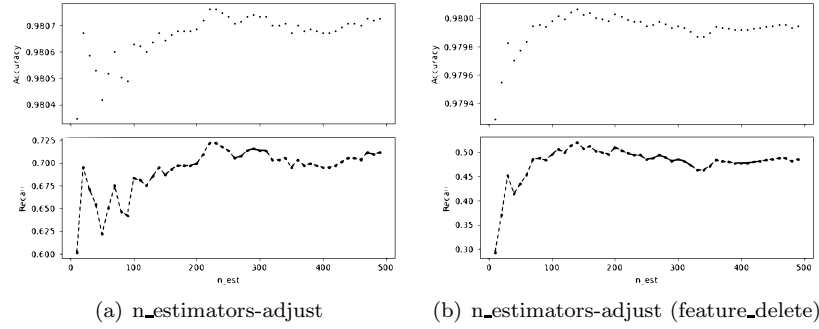 0.9807
0.9806
0.9805
0.9804
Accuracy
0.725
0.700
0.675
0.650
0.625
0.600
Recall
0 100 200 300 400 500
n_est
(a) n_estimators-adjust
0.9800
0.9798
0.9796
0.9794
Accuracy
0.50
0.45
0.40
0.35
0.30
Recall
0 100 200 300 400 500
n_est
(b) n_estimators-adjust (feature_delete)